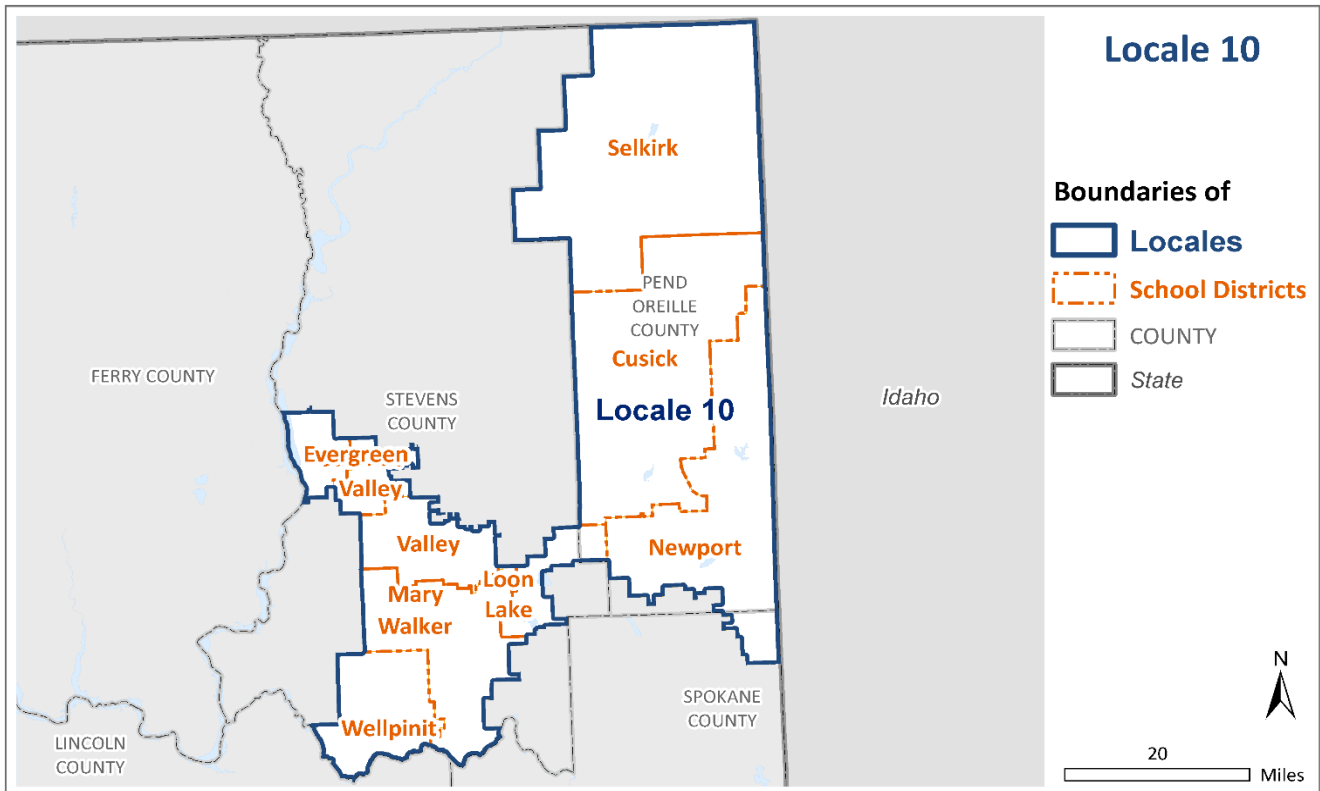 Locale 10
Boundaries of
Locales
School Districts
COUNTY
State
Selkirk
PEND
OREILLE
COUNTY
Cusick
Locale 10
Idaho
FERRY COUNTY
STEVENS
COUNTY
Evergreen
Valley
Valley
Newport
Loon
Lake
Mary
Walker
Wellpinit
SPOKANE
COUNTY
LINCOLN
COUNTY
N
20
Miles